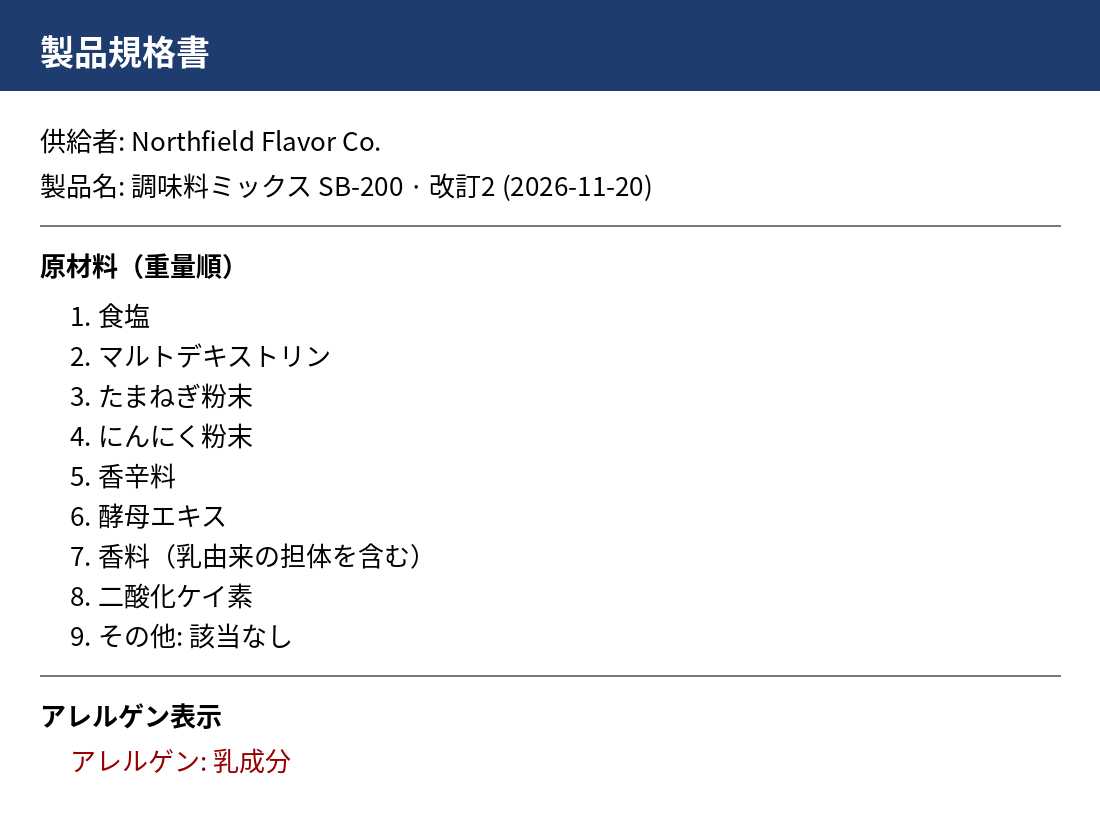 製品規格書
供給者: Northfield Flavor Co.
製品名: 調味料ミックス SB-200 · 改訂2 (2026-11-20)
原材料（重量順）
1. 食塩
2. マルトデキストリン
3. たまねぎ粉末
4. にんにく粉末
5. 香辛料
6. 酵母エキス
7. 香料（乳由来の担体を含む）
8. 二酸化ケイ素
9. その他: 該当なし
アレルゲン表示
アレルゲン: 乳成分